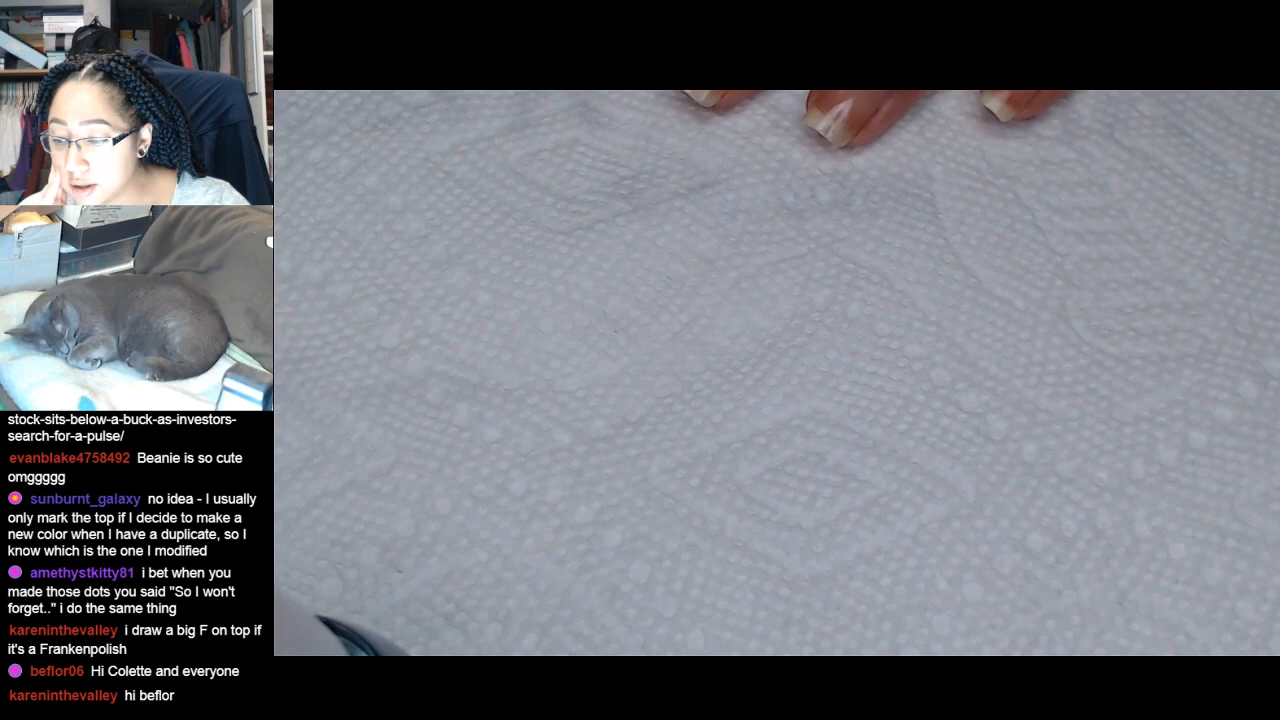 stock-sits-below-a-buck-as-investors-
search-for-a-pulse/
evanblake4758492 Beanie is so cute
omggggg
sunburnt_galaxy no idea - I usually
only mark the top if I decide to make a
new color when I have a duplicate, so I
know which is the one I modified
amethystkitty81 i bet when you
made those dots you said "So I won't
forget.." i do the same thing
kareninthevalley i draw a big F on top if
it's a Frankenpolish
beflor06 Hi Colette and everyone
kareninthevalley hi beflor